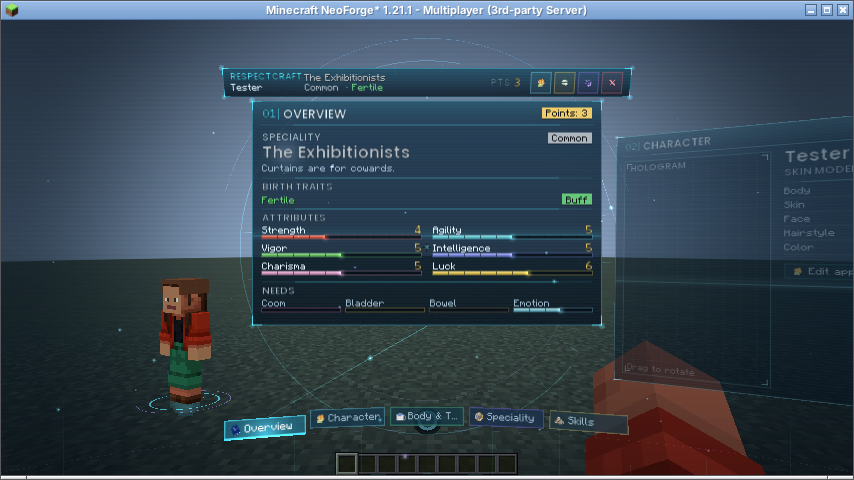 Minecraft NeoForge* 1.21.1 - Multiplayer (3rd-party Server)
RESPECTCRAFT The Exhibitionists
Tester Common · Fertile
PTS 3
01| OVERVIEW
Points: 3
SPECIALITY
Common
The Exhibitionists
Curtains are for cowards.
BIRTH TRAITS
Fertile
Buff
ATTRIBUTES
Strength 4 Agility 5
Vigor 5 Intelligence 5
Charisma 5 Luck 6
NEEDS
Coom Bladder Bowel Emotion
02| CHARACTER
HOLOGRAM
Tester
SKIN MODE
Body
Skin
Face
Hairstyle
Color
Edit app
Drag to rotate
Overview
Character
Body & T...
Speciality
Skills